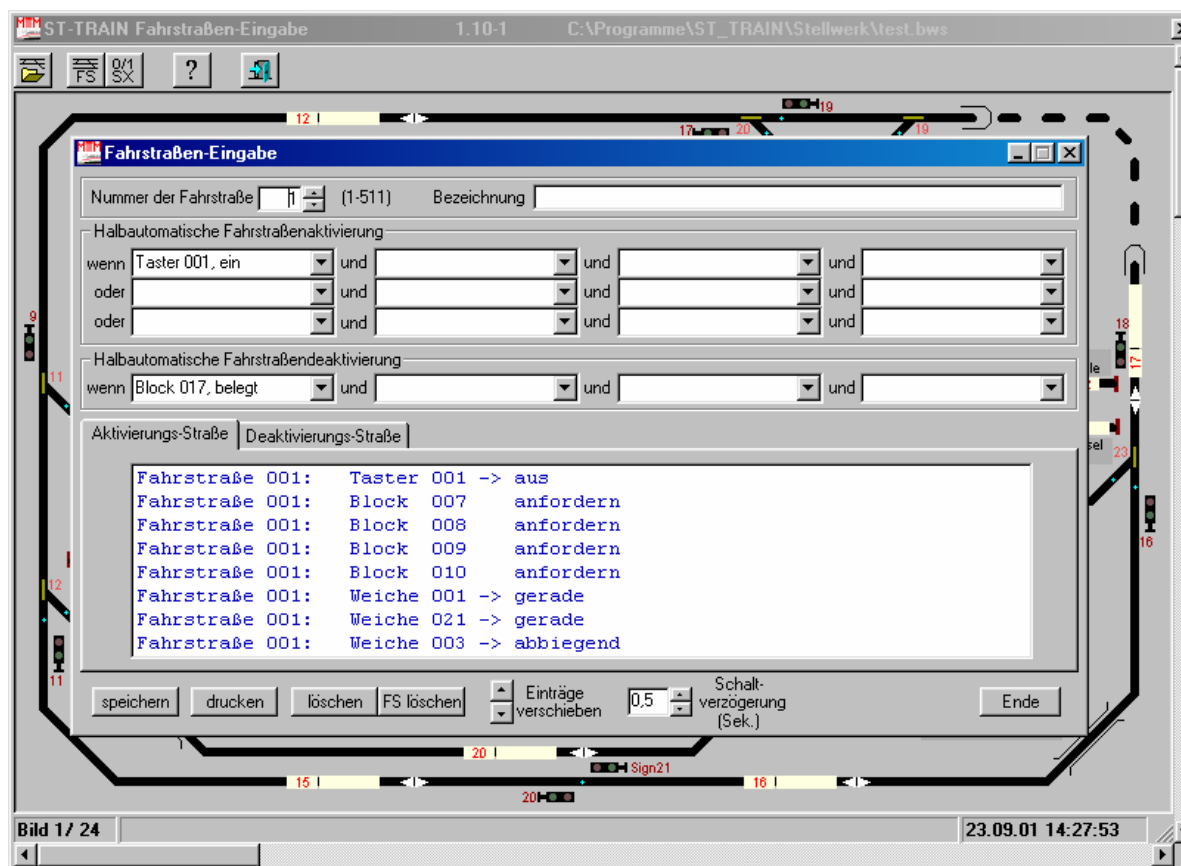 ST-TRAIN Fahrstraßen-Eingabe 1.10-1 C:\Programme\ST_TRAIN\Stellwerk\test.bws
FS 0/1 SX ?
12
19
17
20
19
Fahrstraßen-Eingabe
Nummer der Fahrstraße 1 (1-511) Bezeichnung
Halbautomatische Fahrstraßenaktivierung
wenn Taster 001, ein und und und
oder und und und
oder und und und
Halbautomatische Fahrstraßendeaktivierung
wenn Block 017, belegt und und und
Aktivierungs-Straße Deaktivierungs-Straße
Fahrstraße 001: Taster 001 -> aus
Fahrstraße 001: Block 007 anfordern
Fahrstraße 001: Block 008 anfordern
Fahrstraße 001: Block 009 anfordern
Fahrstraße 001: Block 010 anfordern
Fahrstraße 001: Weiche 001 -> gerade
Fahrstraße 001: Weiche 021 -> gerade
Fahrstraße 001: Weiche 003 -> abbiegend
speichern drucken löschen FS löschen Einträge verschieben 0,5 Schalt-verzögerung (Sek.) Ende
9
11
12
11
18
17
le
sel
23
16
20
Sign21
15
16
20
Bild 1/ 24 23.09.01 14:27:53